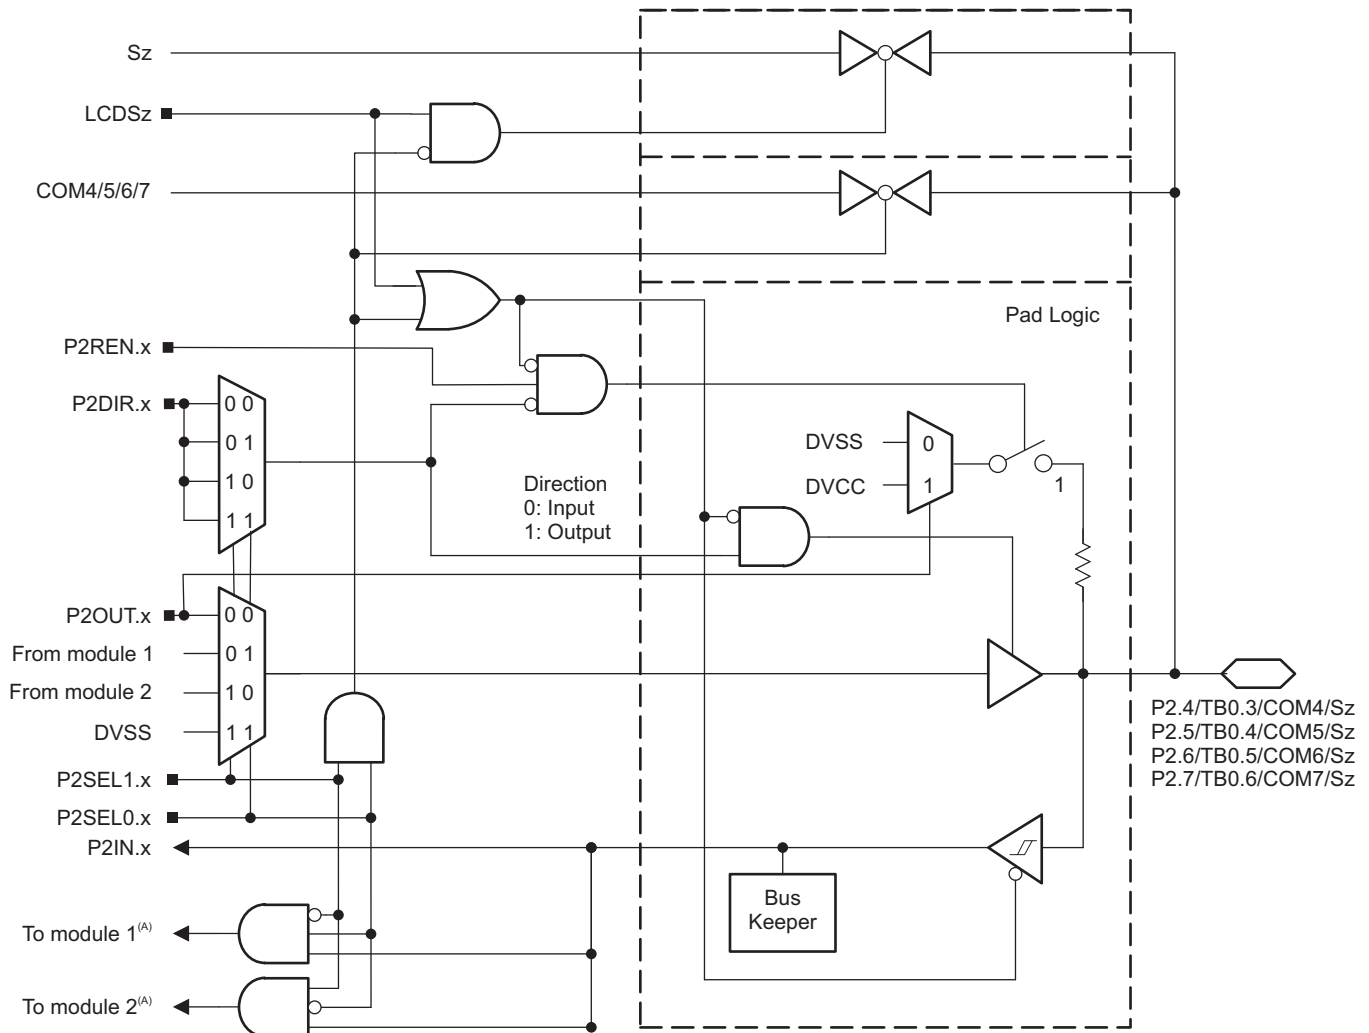 Sz
LCDSz
COM4/5/6/7
Pad Logic
P2REN.x
P2DIR.x
0 0
0 1
1 0
1 1
Direction
0: Input
1: Output
DVSS
DVCC
0
1
1
P2OUT.x
From module 1
From module 2
DVSS
0 0
0 1
1 0
1 1
P2.4/TB0.3/COM4/Sz
P2.5/TB0.4/COM5/Sz
P2.6/TB0.5/COM6/Sz
P2.7/TB0.6/COM7/Sz
P2SEL1.x
P2SEL0.x
P2IN.x
Bus
Keeper
To module 1(A)
To module 2(A)